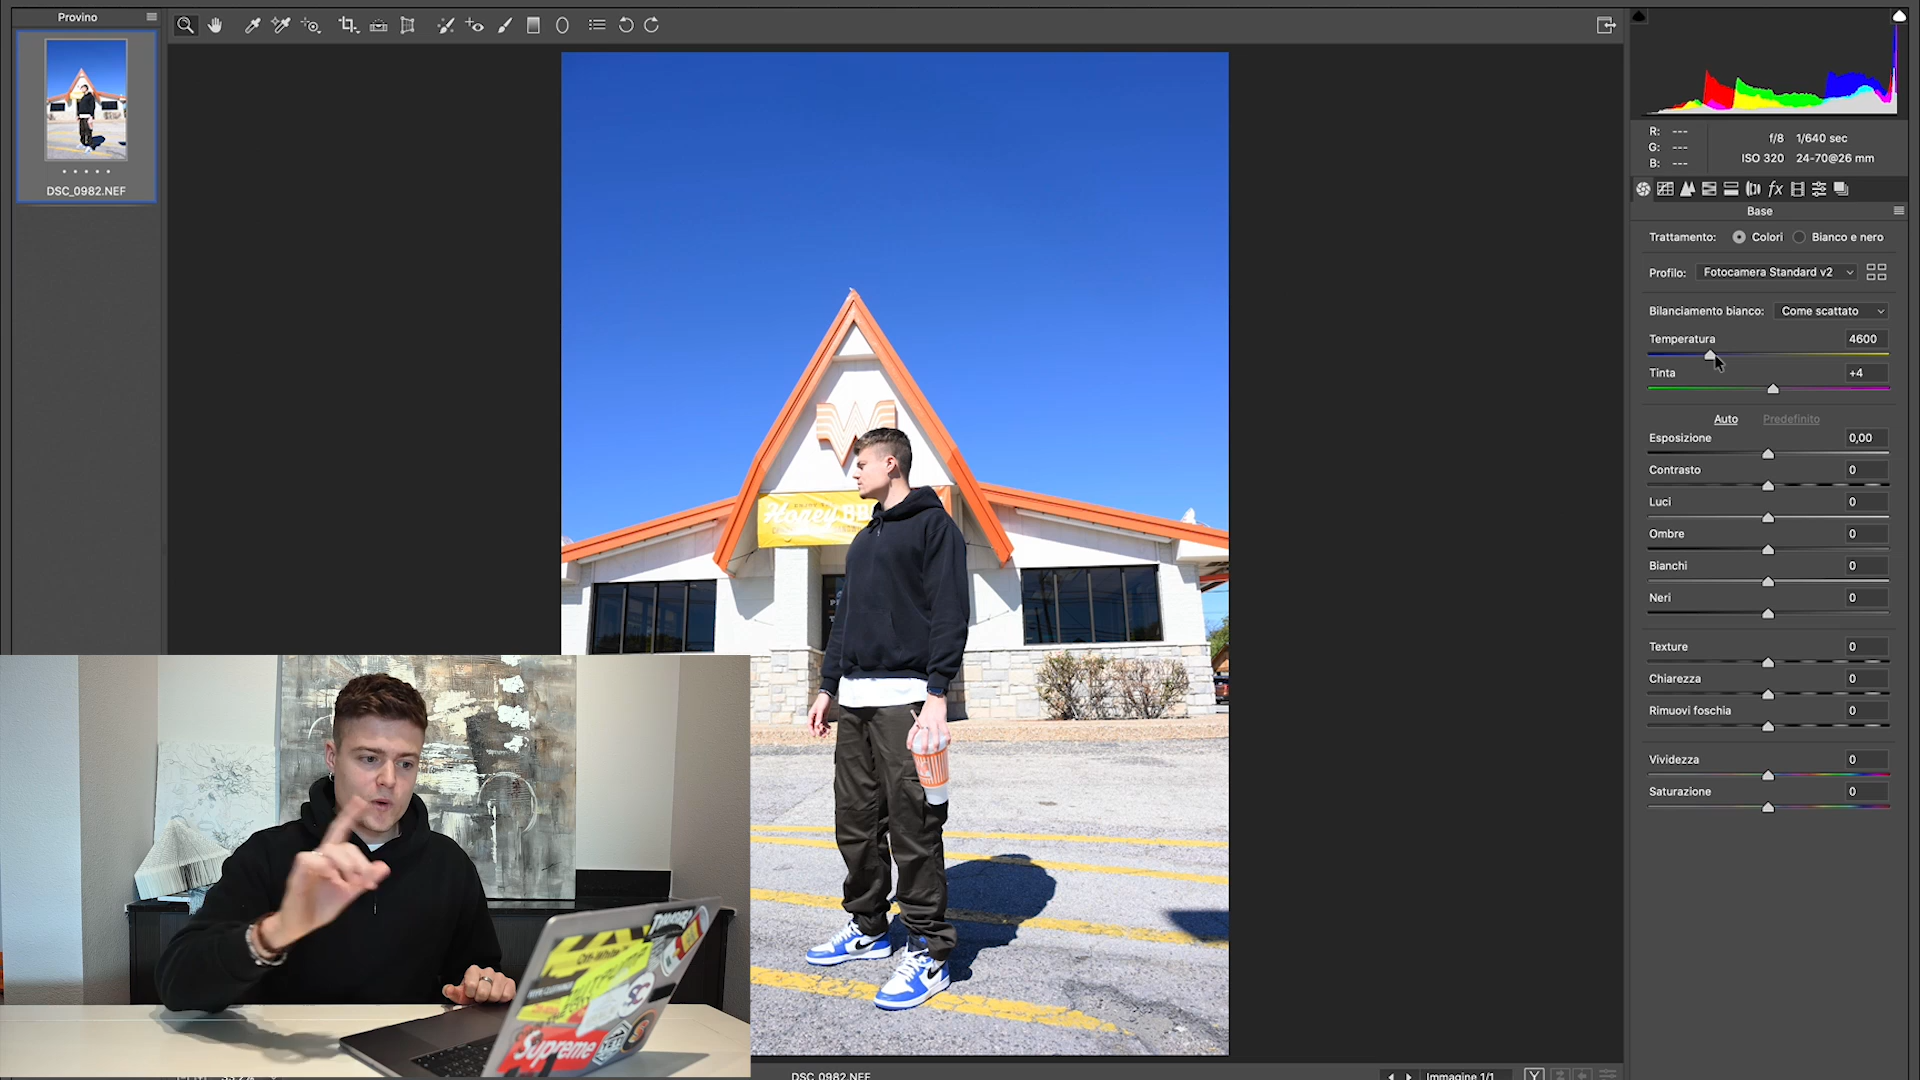 Provino
DSC_0982.NEF
R: ---
G: ---
B: ---
f/8 1/640 sec
ISO 320 24-70@26 mm
fx
Base
Trattamento: Colori Bianco e nero
Profilo: Fotocamera Standard v2
Bilanciamento bianco: Come scattato
Temperatura 4600
Tinta +4
Auto Predefinito
Esposizione 0,00
Contrasto 0
Luci 0
Ombre 0
Bianchi 0
Neri 0
Texture 0
Chiarezza 0
Rimuovi foschia 0
Vividezza 0
Saturazione 0
W
Honey BB
Supreme
DSC_0982.NEF
Immagine 1/1
Y